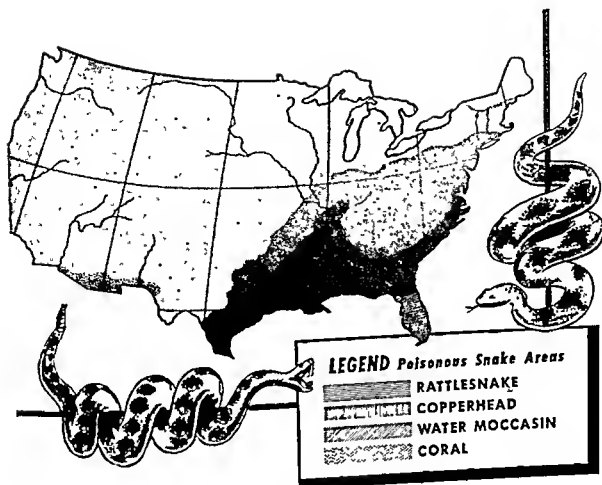 LEGEND Poisonous Snake Areas
RATTLESNAKE
COPPERHEAD
WATER MOCCASIN
CORAL